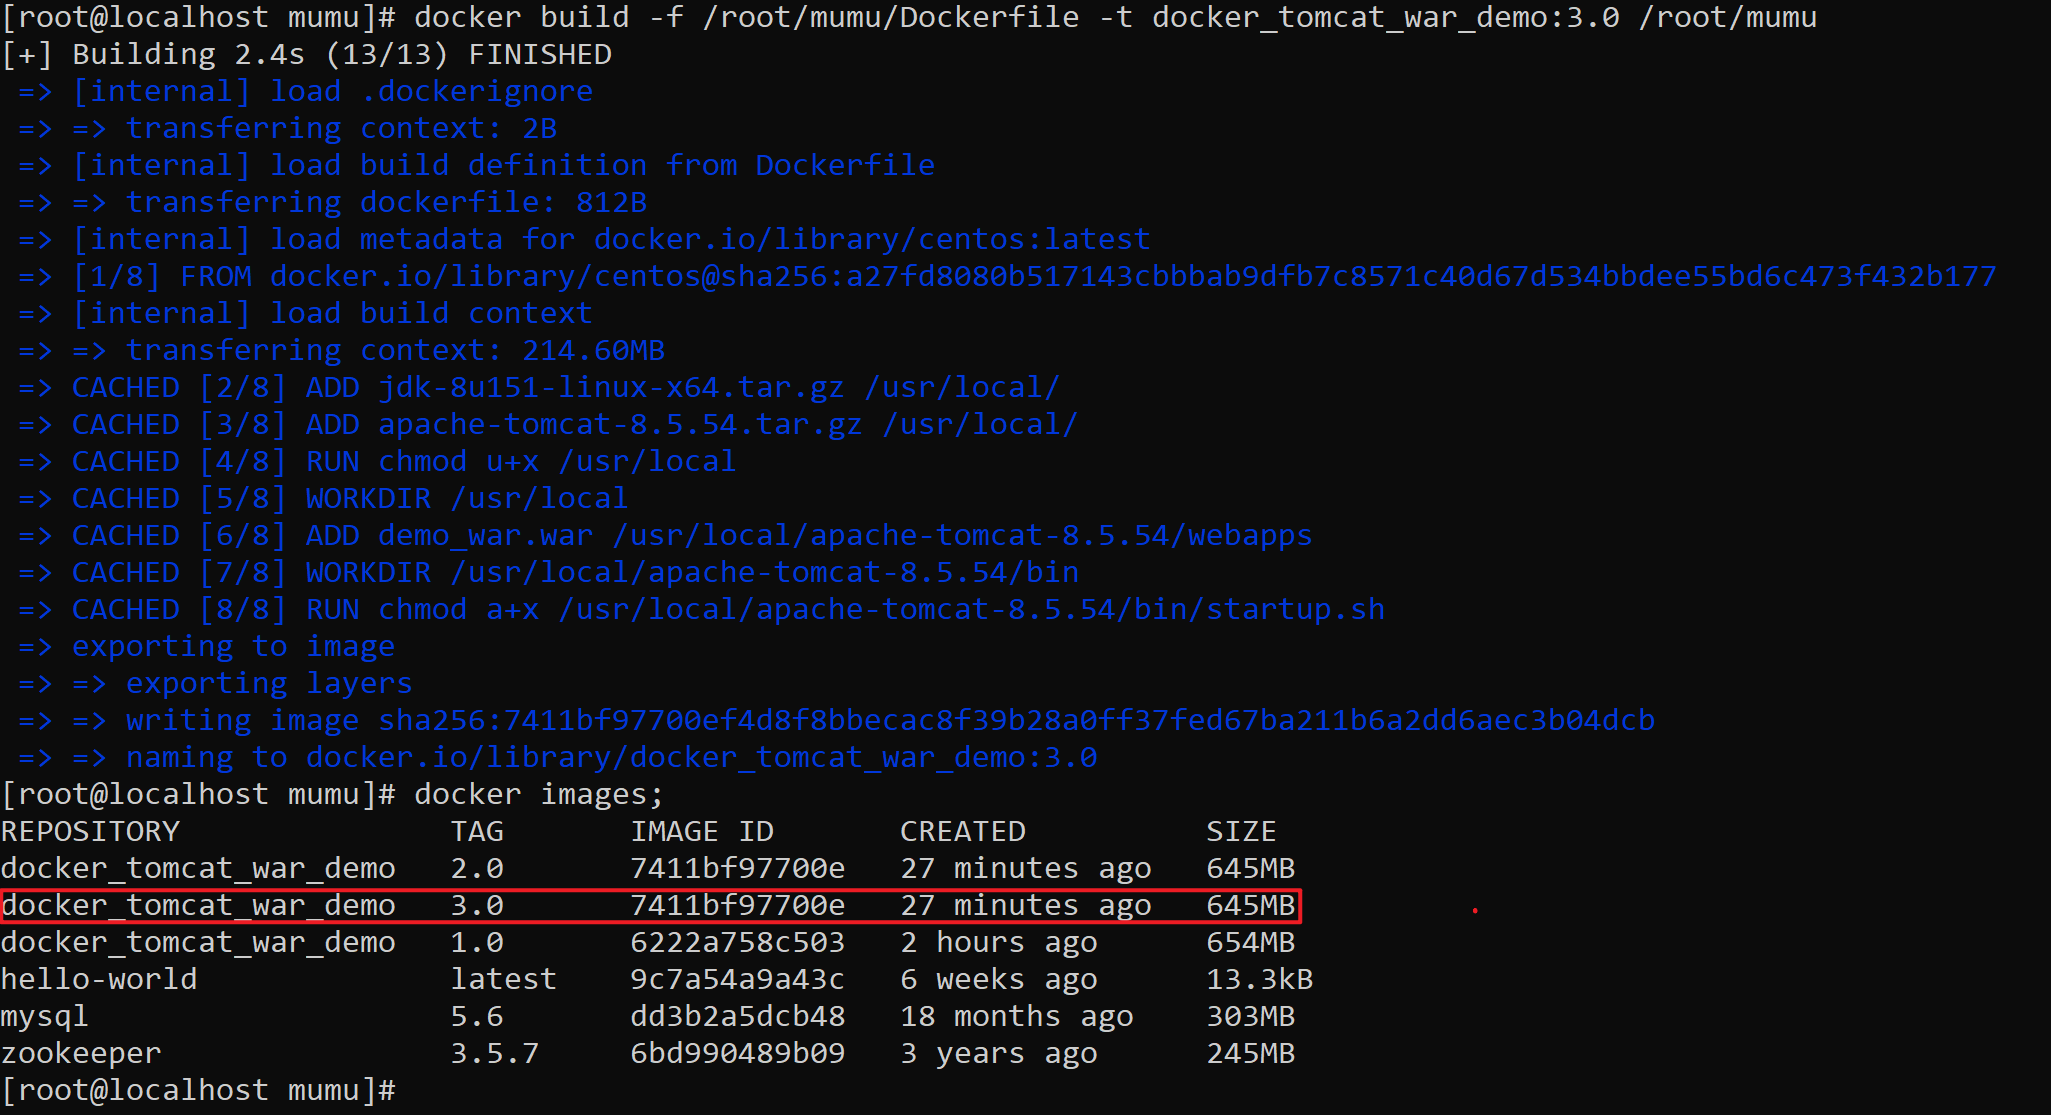 [root@localhost mumu]# docker build -f /root/mumu/Dockerfile -t docker_tomcat_war_demo:3.0 /root/mumu
[+] Building 2.4s (13/13) FINISHED
=> [internal] load .dockerignore
=> => transferring context: 2B
=> [internal] load build definition from Dockerfile
=> => transferring dockerfile: 812B
=> [internal] load metadata for docker.io/library/centos:latest
=> [1/8] FROM docker.io/library/centos@sha256:a27fd8080b517143cbbbab9dfb7c8571c40d67d534bbdee55bd6c473f432b177
=> [internal] load build context
=> => transferring context: 214.60MB
=> CACHED [2/8] ADD jdk-8u151-linux-x64.tar.gz /usr/local/
=> CACHED [3/8] ADD apache-tomcat-8.5.54.tar.gz /usr/local/
=> CACHED [4/8] RUN chmod u+x /usr/local
=> CACHED [5/8] WORKDIR /usr/local
=> CACHED [6/8] ADD demo_war.war /usr/local/apache-tomcat-8.5.54/webapps
=> CACHED [7/8] WORKDIR /usr/local/apache-tomcat-8.5.54/bin
=> CACHED [8/8] RUN chmod a+x /usr/local/apache-tomcat-8.5.54/bin/startup.sh
=> exporting to image
=> => exporting layers
=> => writing image sha256:7411bf97700ef4d8f8bbecac8f39b28a0ff37fed67ba211b6a2dd6aec3b04dcb
=> => naming to docker.io/library/docker_tomcat_war_demo:3.0
[root@localhost mumu]# docker images;
REPOSITORY TAG IMAGE ID CREATED SIZE
docker_tomcat_war_demo 2.0 7411bf97700e 27 minutes ago 645MB
docker_tomcat_war_demo 3.0 7411bf97700e 27 minutes ago 645MB
docker_tomcat_war_demo 1.0 6222a758c503 2 hours ago 654MB
hello-world latest 9c7a54a9a43c 6 weeks ago 13.3kB
mysql 5.6 dd3b2a5dcb48 18 months ago 303MB
zookeeper 3.5.7 6bd990489b09 3 years ago 245MB
[root@localhost mumu]#